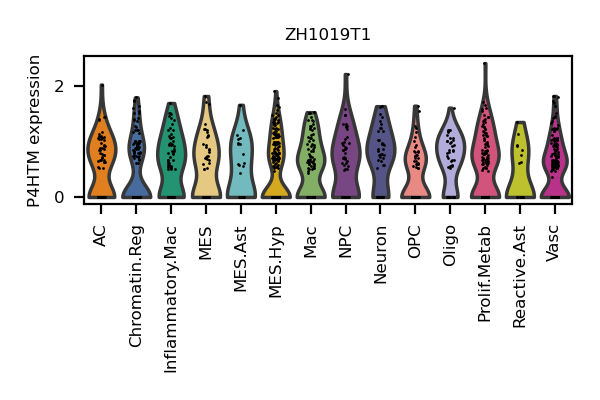 ZH1019T1
P4HTM expression
2
0
AC
Chromatin.Reg
Inflammatory.Mac
MES
MES.Ast
MES.Hyp
Mac
NPC
Neuron
OPC
Oligo
Prolif.Metab
Reactive.Ast
Vasc